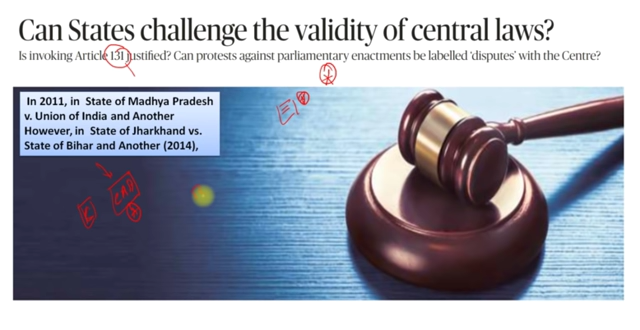 Can States challenge the validity of central laws?
Is invoking Article 131 justified? Can protests against parliamentary enactments be labelled 'disputes' with the Centre?
In 2011, in State of Madhya Pradesh
v. Union of India and Another
However, in State of Jharkhand vs.
State of Bihar and Another (2014),
CAA
K